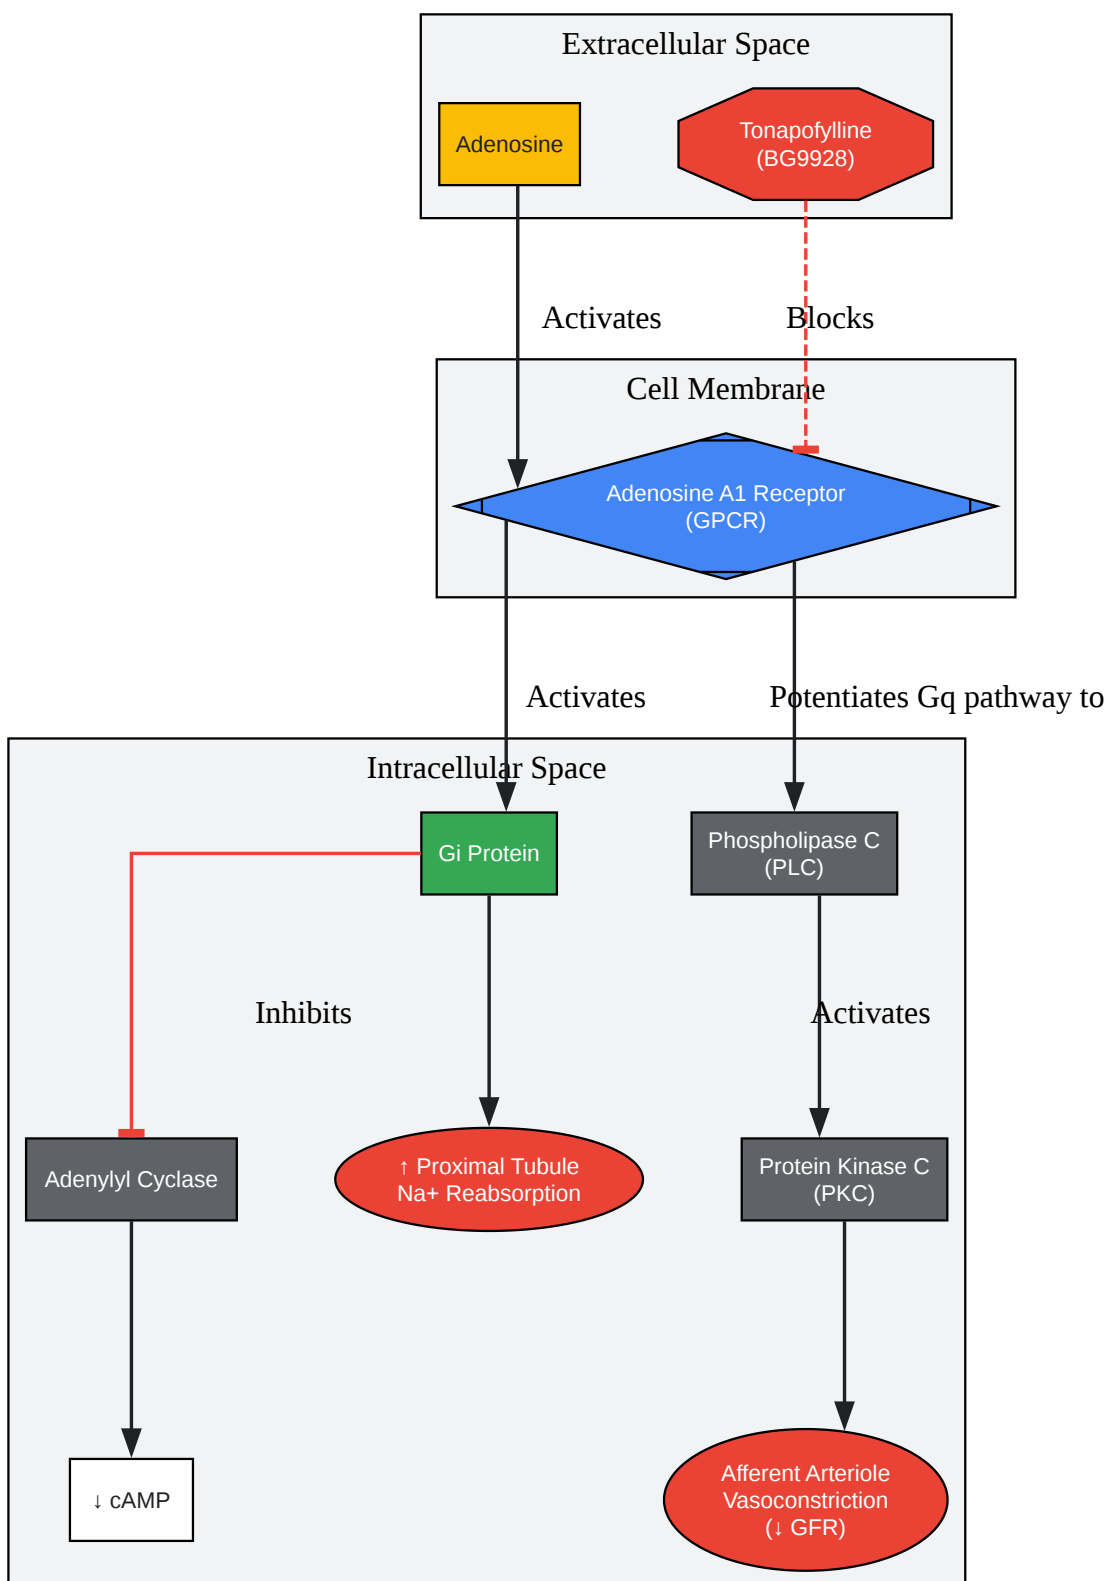 Extracellular Space
Adenosine
Tonapofylline
(BG9928)
Activates
Blocks
Cell Membrane
Adenosine A1 Receptor
(GPCR)
Activates
Potentiates Gq pathway to
Intracellular Space
Gi Protein
Phospholipase C
(PLC)
Inhibits
Activates
Adenylyl Cyclase
↑ Proximal Tubule
Na+ Reabsorption
Protein Kinase C
(PKC)
↓ cAMP
Afferent Arteriole
Vasoconstriction
(↓ GFR)